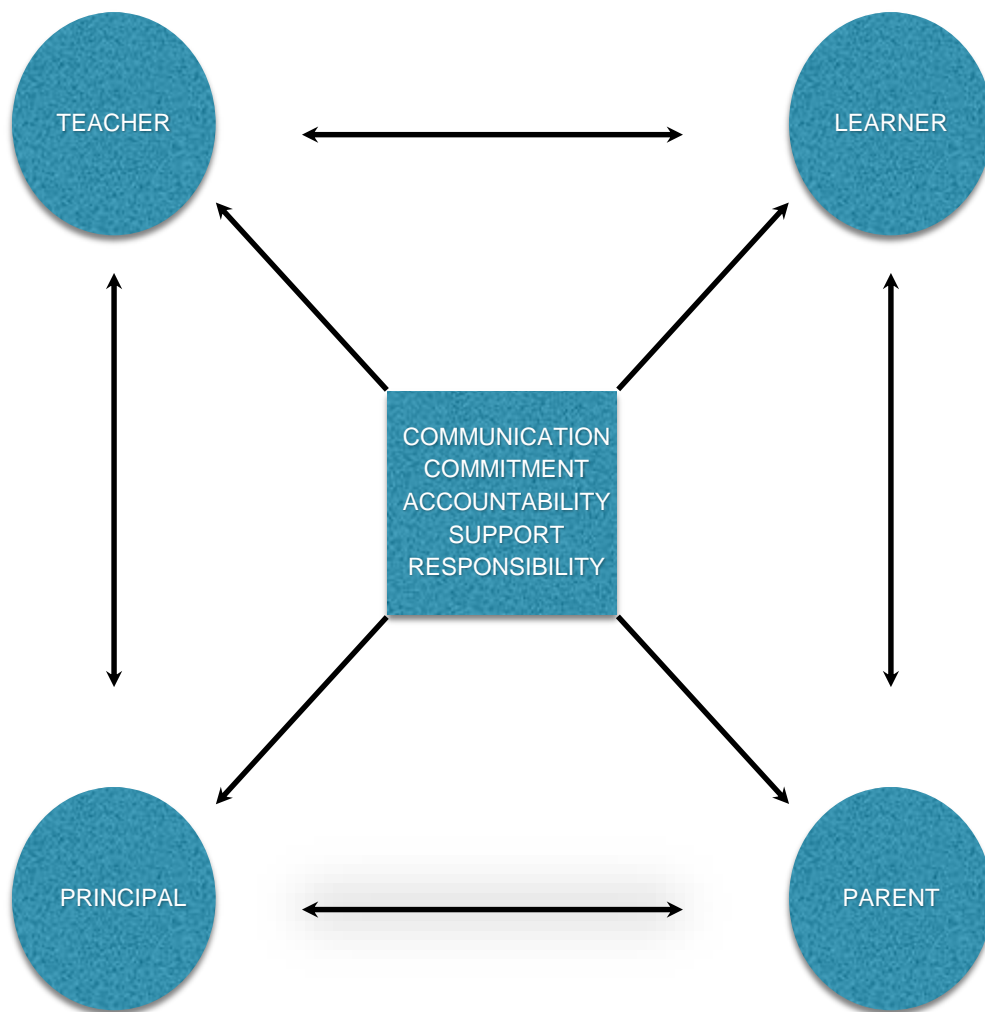 TEACHER
LEARNER
COMMUNICATION
COMMITMENT
ACCOUNTABILITY
SUPPORT
RESPONSIBILITY
PRINCIPAL
PARENT